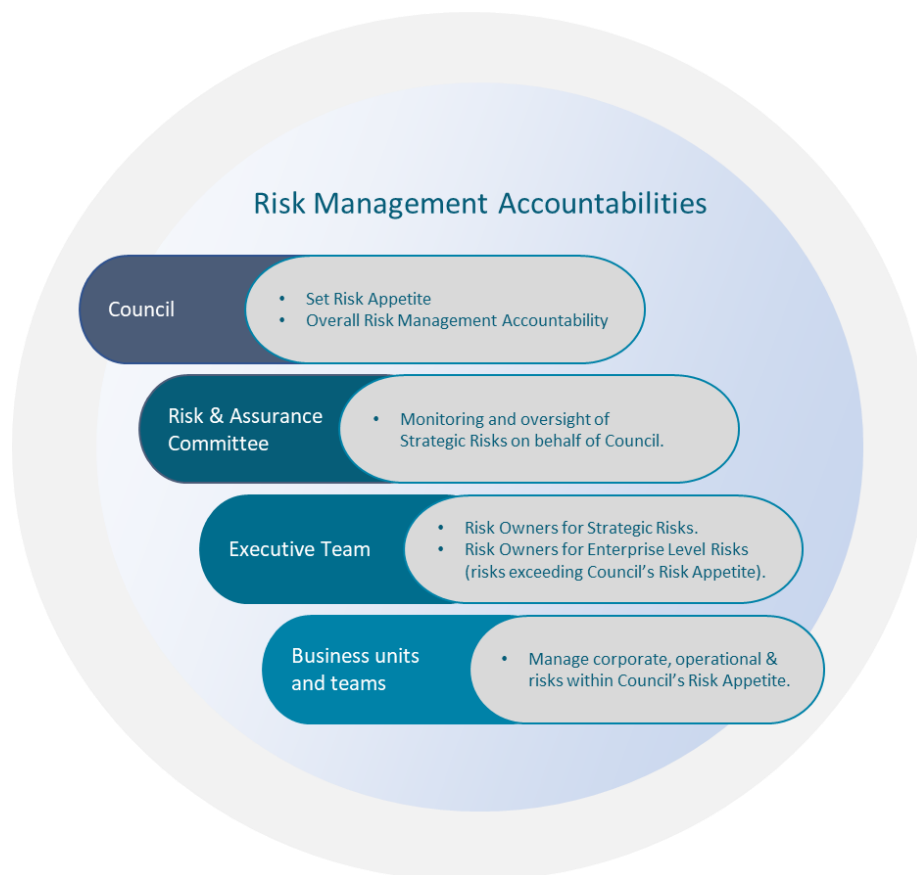 Risk Management Accountabilities
Council
• Set Risk Appetite
• Overall Risk Management Accountability
Risk & Assurance
Committee
• Monitoring and oversight of
Strategic Risks on behalf of Council.
Executive Team
• Risk Owners for Strategic Risks.
• Risk Owners for Enterprise Level Risks
(risks exceeding Council's Risk Appetite).
Business units
and teams
• Manage corporate, operational &
risks within Council's Risk Appetite.